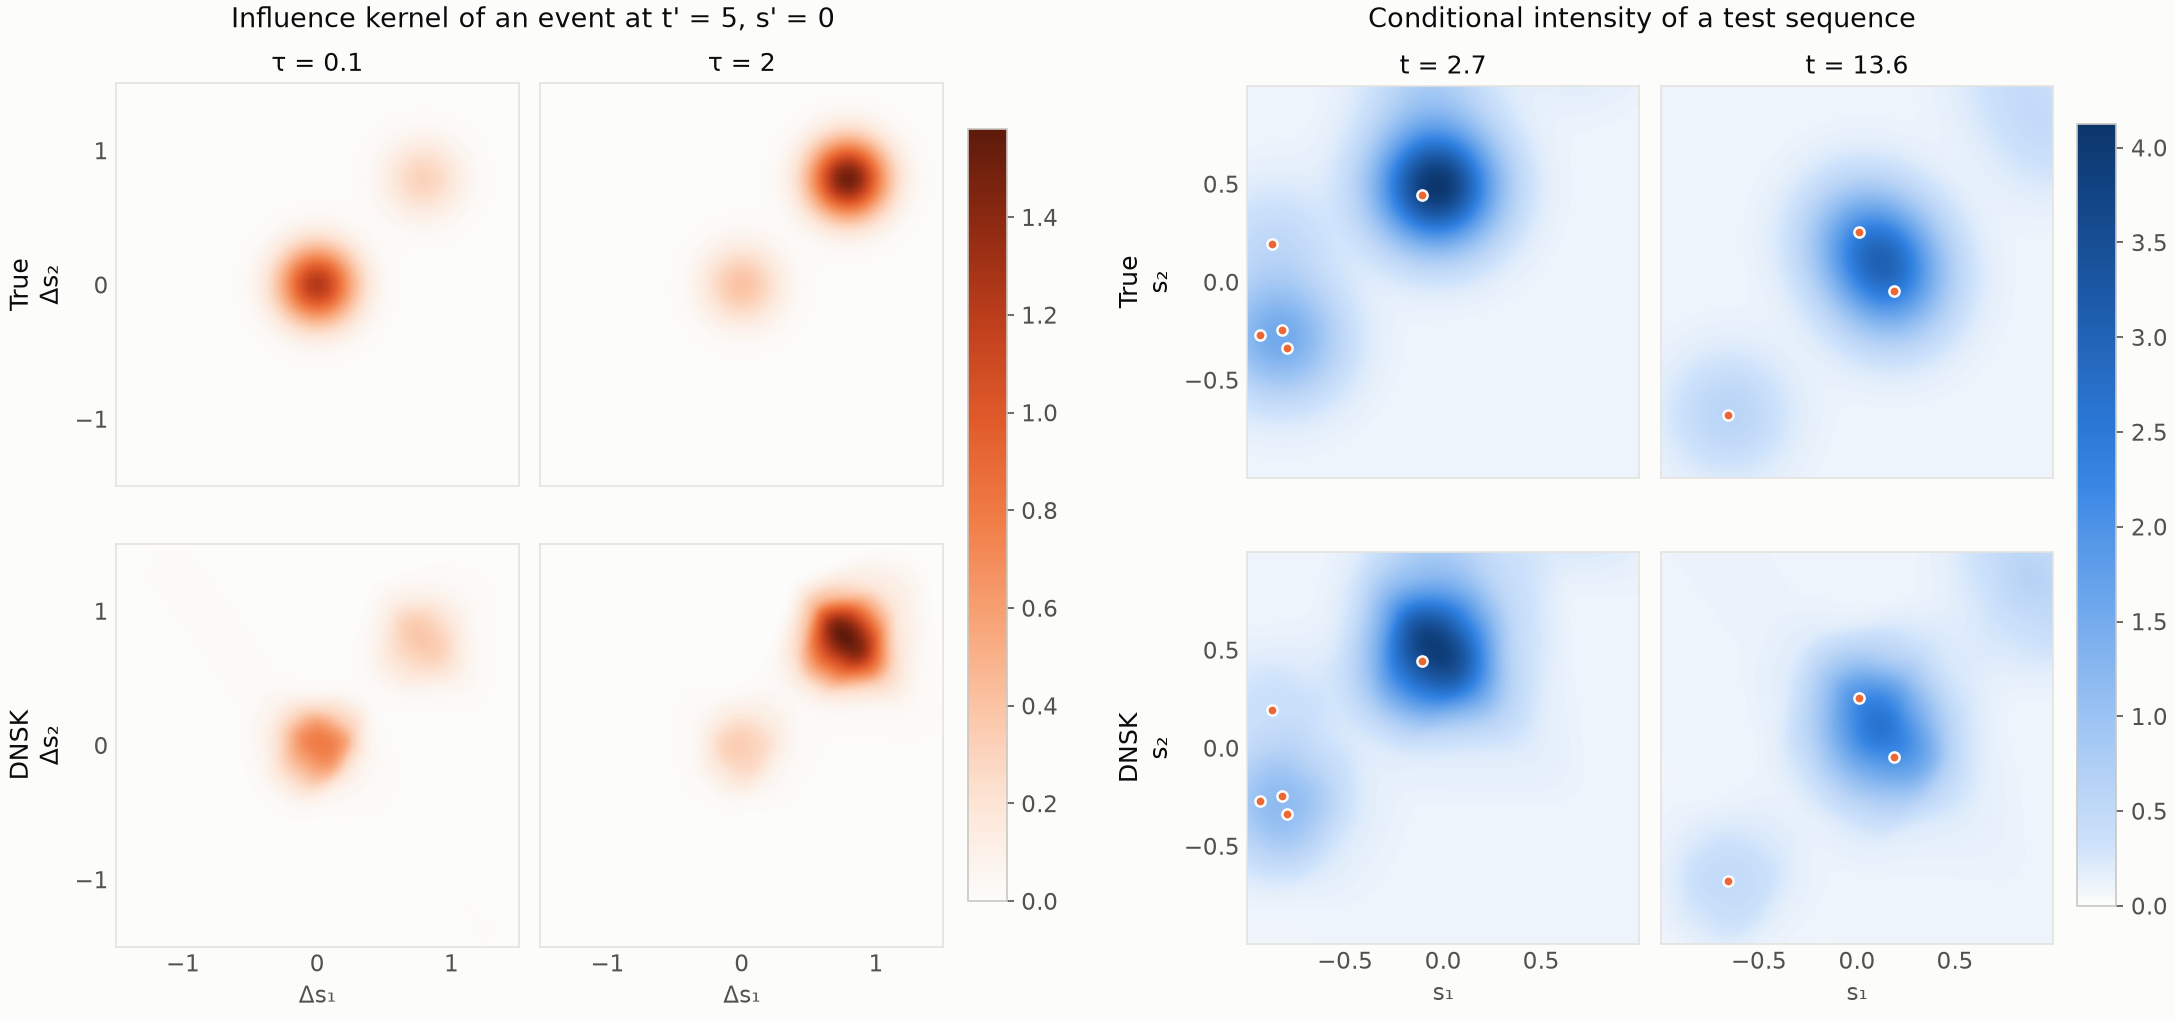 Influence kernel of an event at t' = 5, s' = 0
τ = 0.1
τ = 2
True
Δs₂
1
0
−1
DNSK
Δs₂
1
0
−1
−1
0
1
Δs₁
−1
0
1
Δs₁
1.4
1.2
1.0
0.8
0.6
0.4
0.2
0.0
Conditional intensity of a test sequence
t = 2.7
t = 13.6
True
s₂
0.5
0.0
−0.5
DNSK
s₂
0.5
0.0
−0.5
−0.5
0.0
0.5
s₁
−0.5
0.0
0.5
s₁
4.0
3.5
3.0
2.5
2.0
1.5
1.0
0.5
0.0